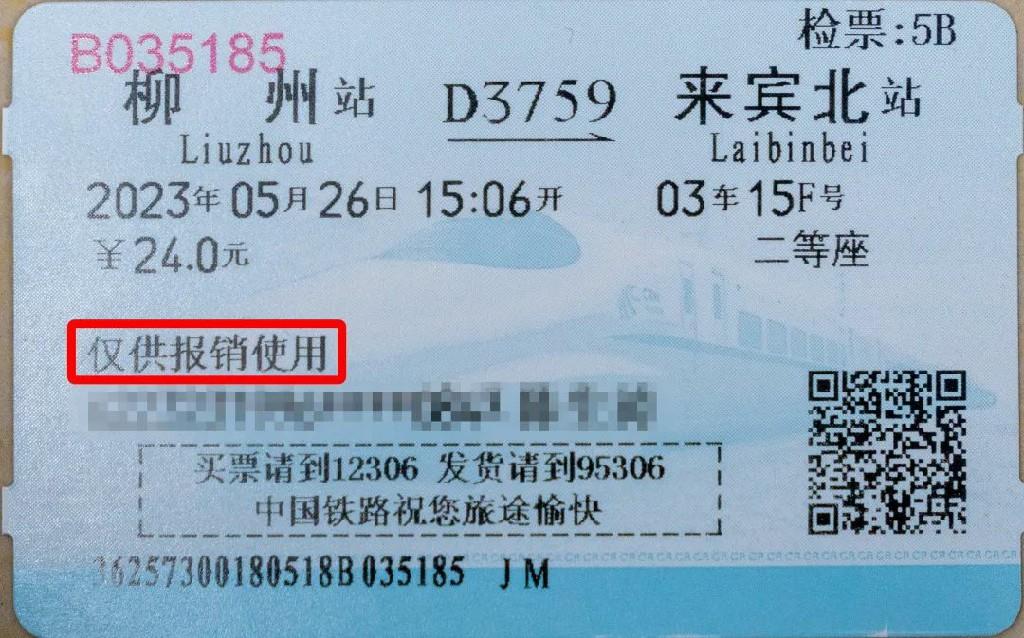 B035185
检票:5B
柳州站 D3759 来宾北站
Liuzhou Laibinbei
2023年05月26日 15:06开 03车15F号
¥24.0元 二等座
仅供报销使用
买票请到12306 发货请到95306
中国铁路祝您旅途愉快
36257300180518B035185 JM